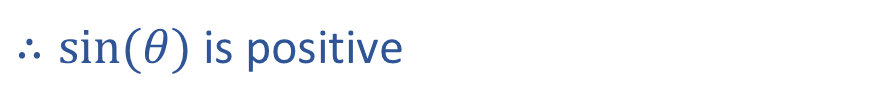 ∴ sin(θ) is positive